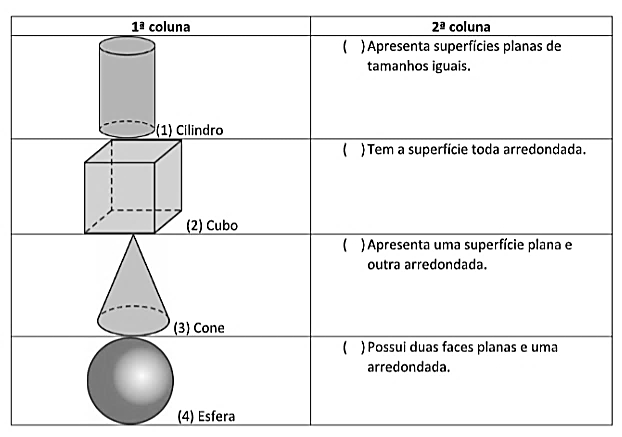 1ª coluna
2ª coluna
(1) Cilindro
( ) Apresenta superfícies planas de
tamanhos iguais.
(2) Cubo
( ) Tem a superfície toda arredondada.
(3) Cone
( ) Apresenta uma superfície plana e
outra arredondada.
(4) Esfera
( ) Possui duas faces planas e uma
arredondada.